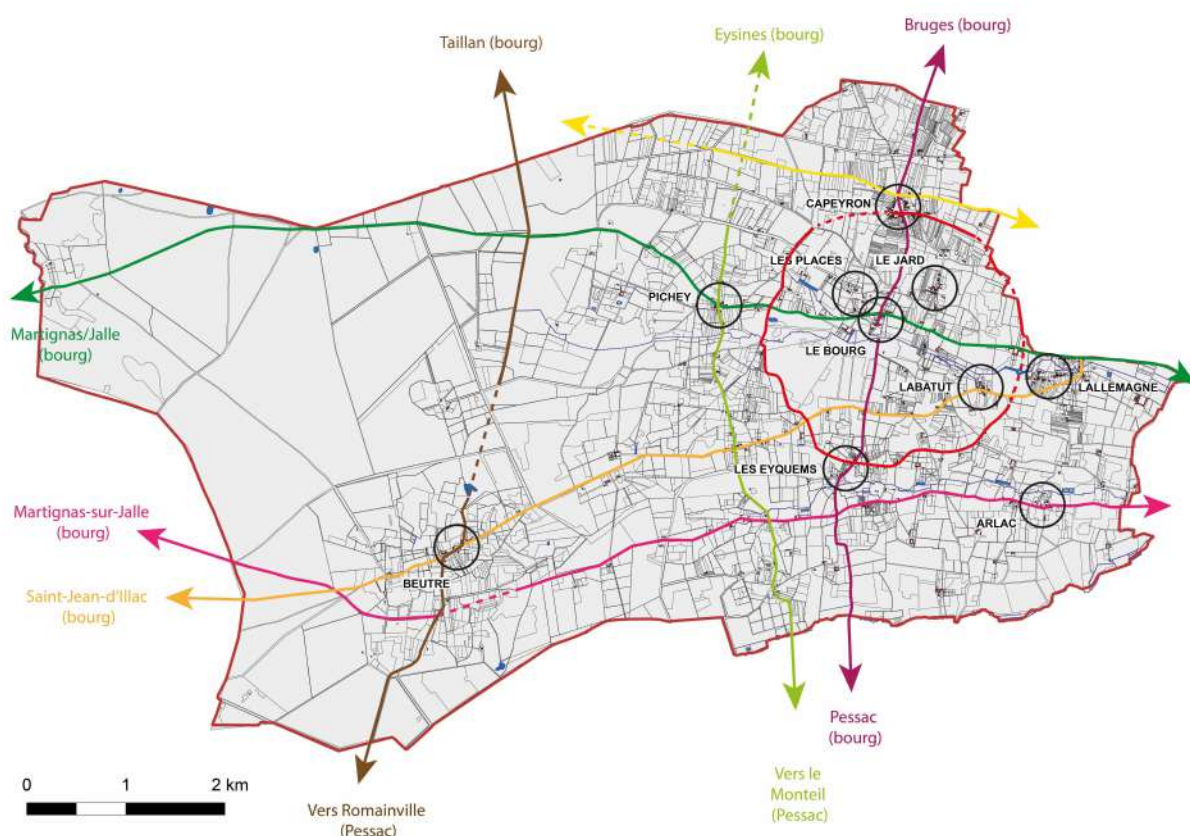 Taillan (bourg)
Eysines (bourg)
Bruges (bourg)
CAPEYRON
LES PLACES
LE JARD
PICHEY
Martignas/Jalle
(bourg)
LE BOURG
LABATUT
LALLEMAGNE
LES EYQUEMS
Martignas-sur-Jalle
(bourg)
ARLAC
BEUTRE
Saint-Jean-d'Illac
(bourg)
Pessac
(bourg)
0 1 2 km
Vers le
Monteil
(Pessac)
Vers Romainville
(Pessac)